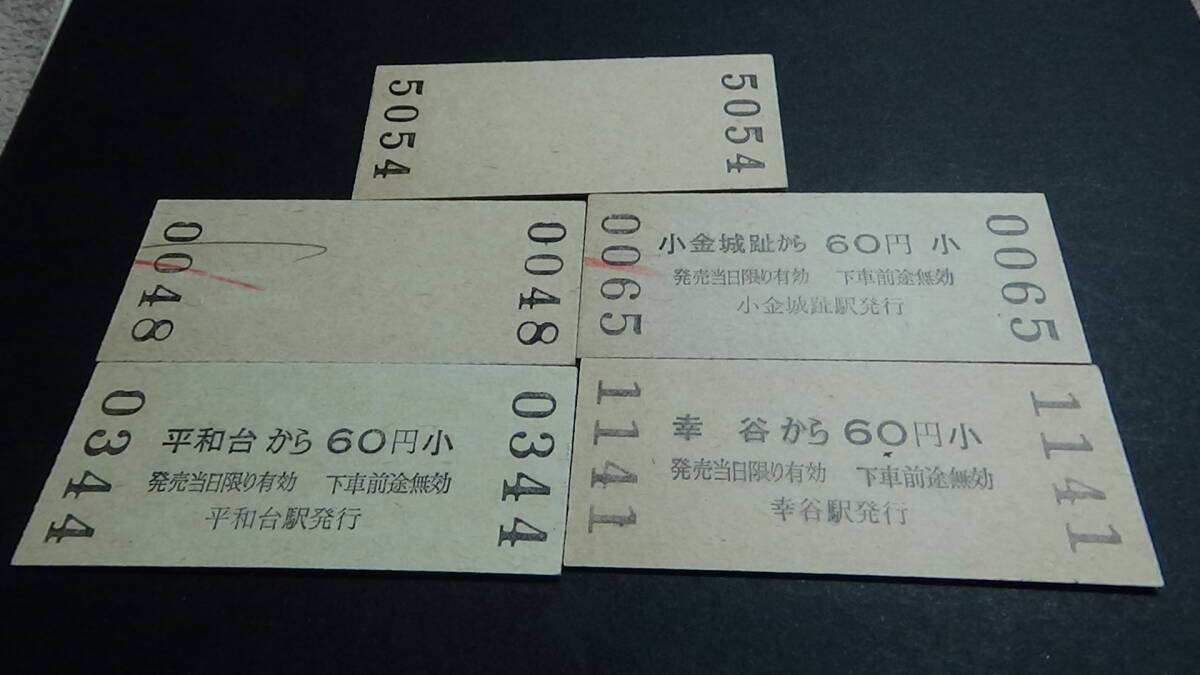 5054
5054
0048
0048
0065
小金城趾から 60円 小
発売当日限り有効 下車前途無効
小金城趾駅発行
0065
0344
平和台から 60円 小
発売当日限り有効 下車前途無効
平和台駅発行
0344
1141
幸谷から 60円 小
発売当日限り有効 下車前途無効
幸谷駅発行
1141